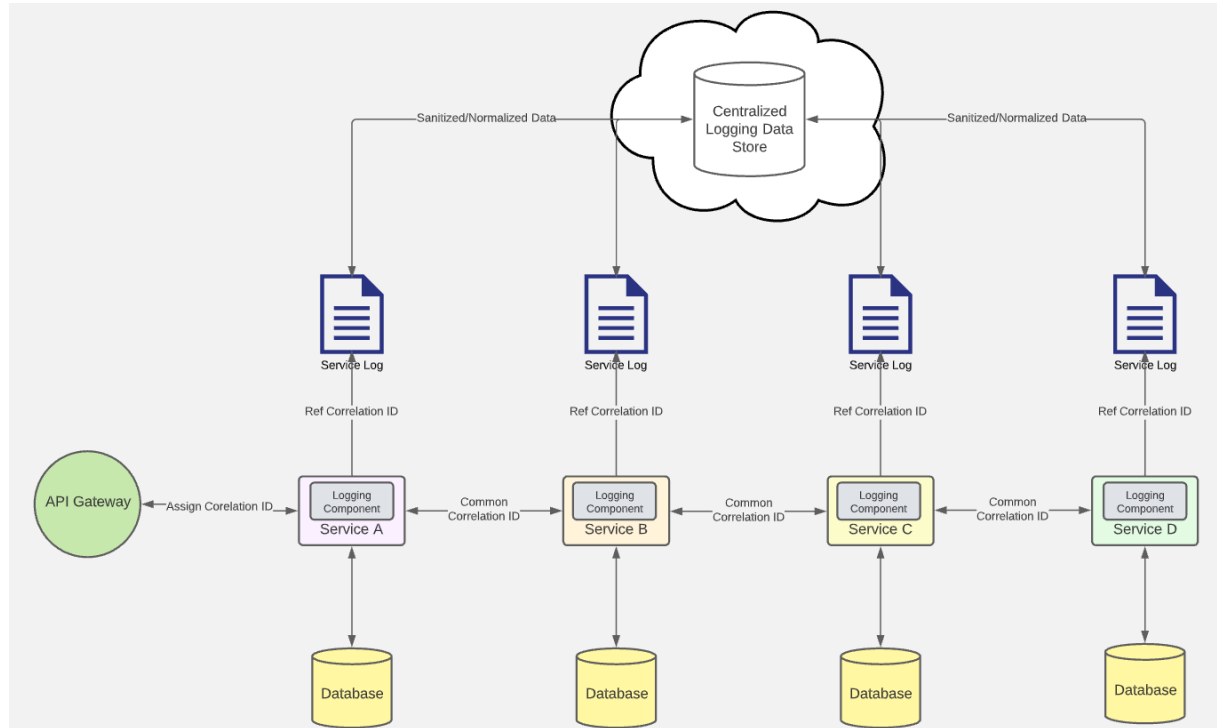 Centralized
Logging Data
Store
Sanitized/Normalized Data
Sanitized/Normalized Data
Service Log
Service Log
Service Log
Service Log
Ref Correlation ID
Ref Correlation ID
Ref Correlation ID
Ref Correlation ID
API Gateway
Assign Corelation ID
Logging
Component
Service A
Common
Correlation ID
Logging
Component
Service B
Common
Correlation ID
Logging
Component
Service C
Common
Correlation ID
Logging
Component
Service D
Database
Database
Database
Database